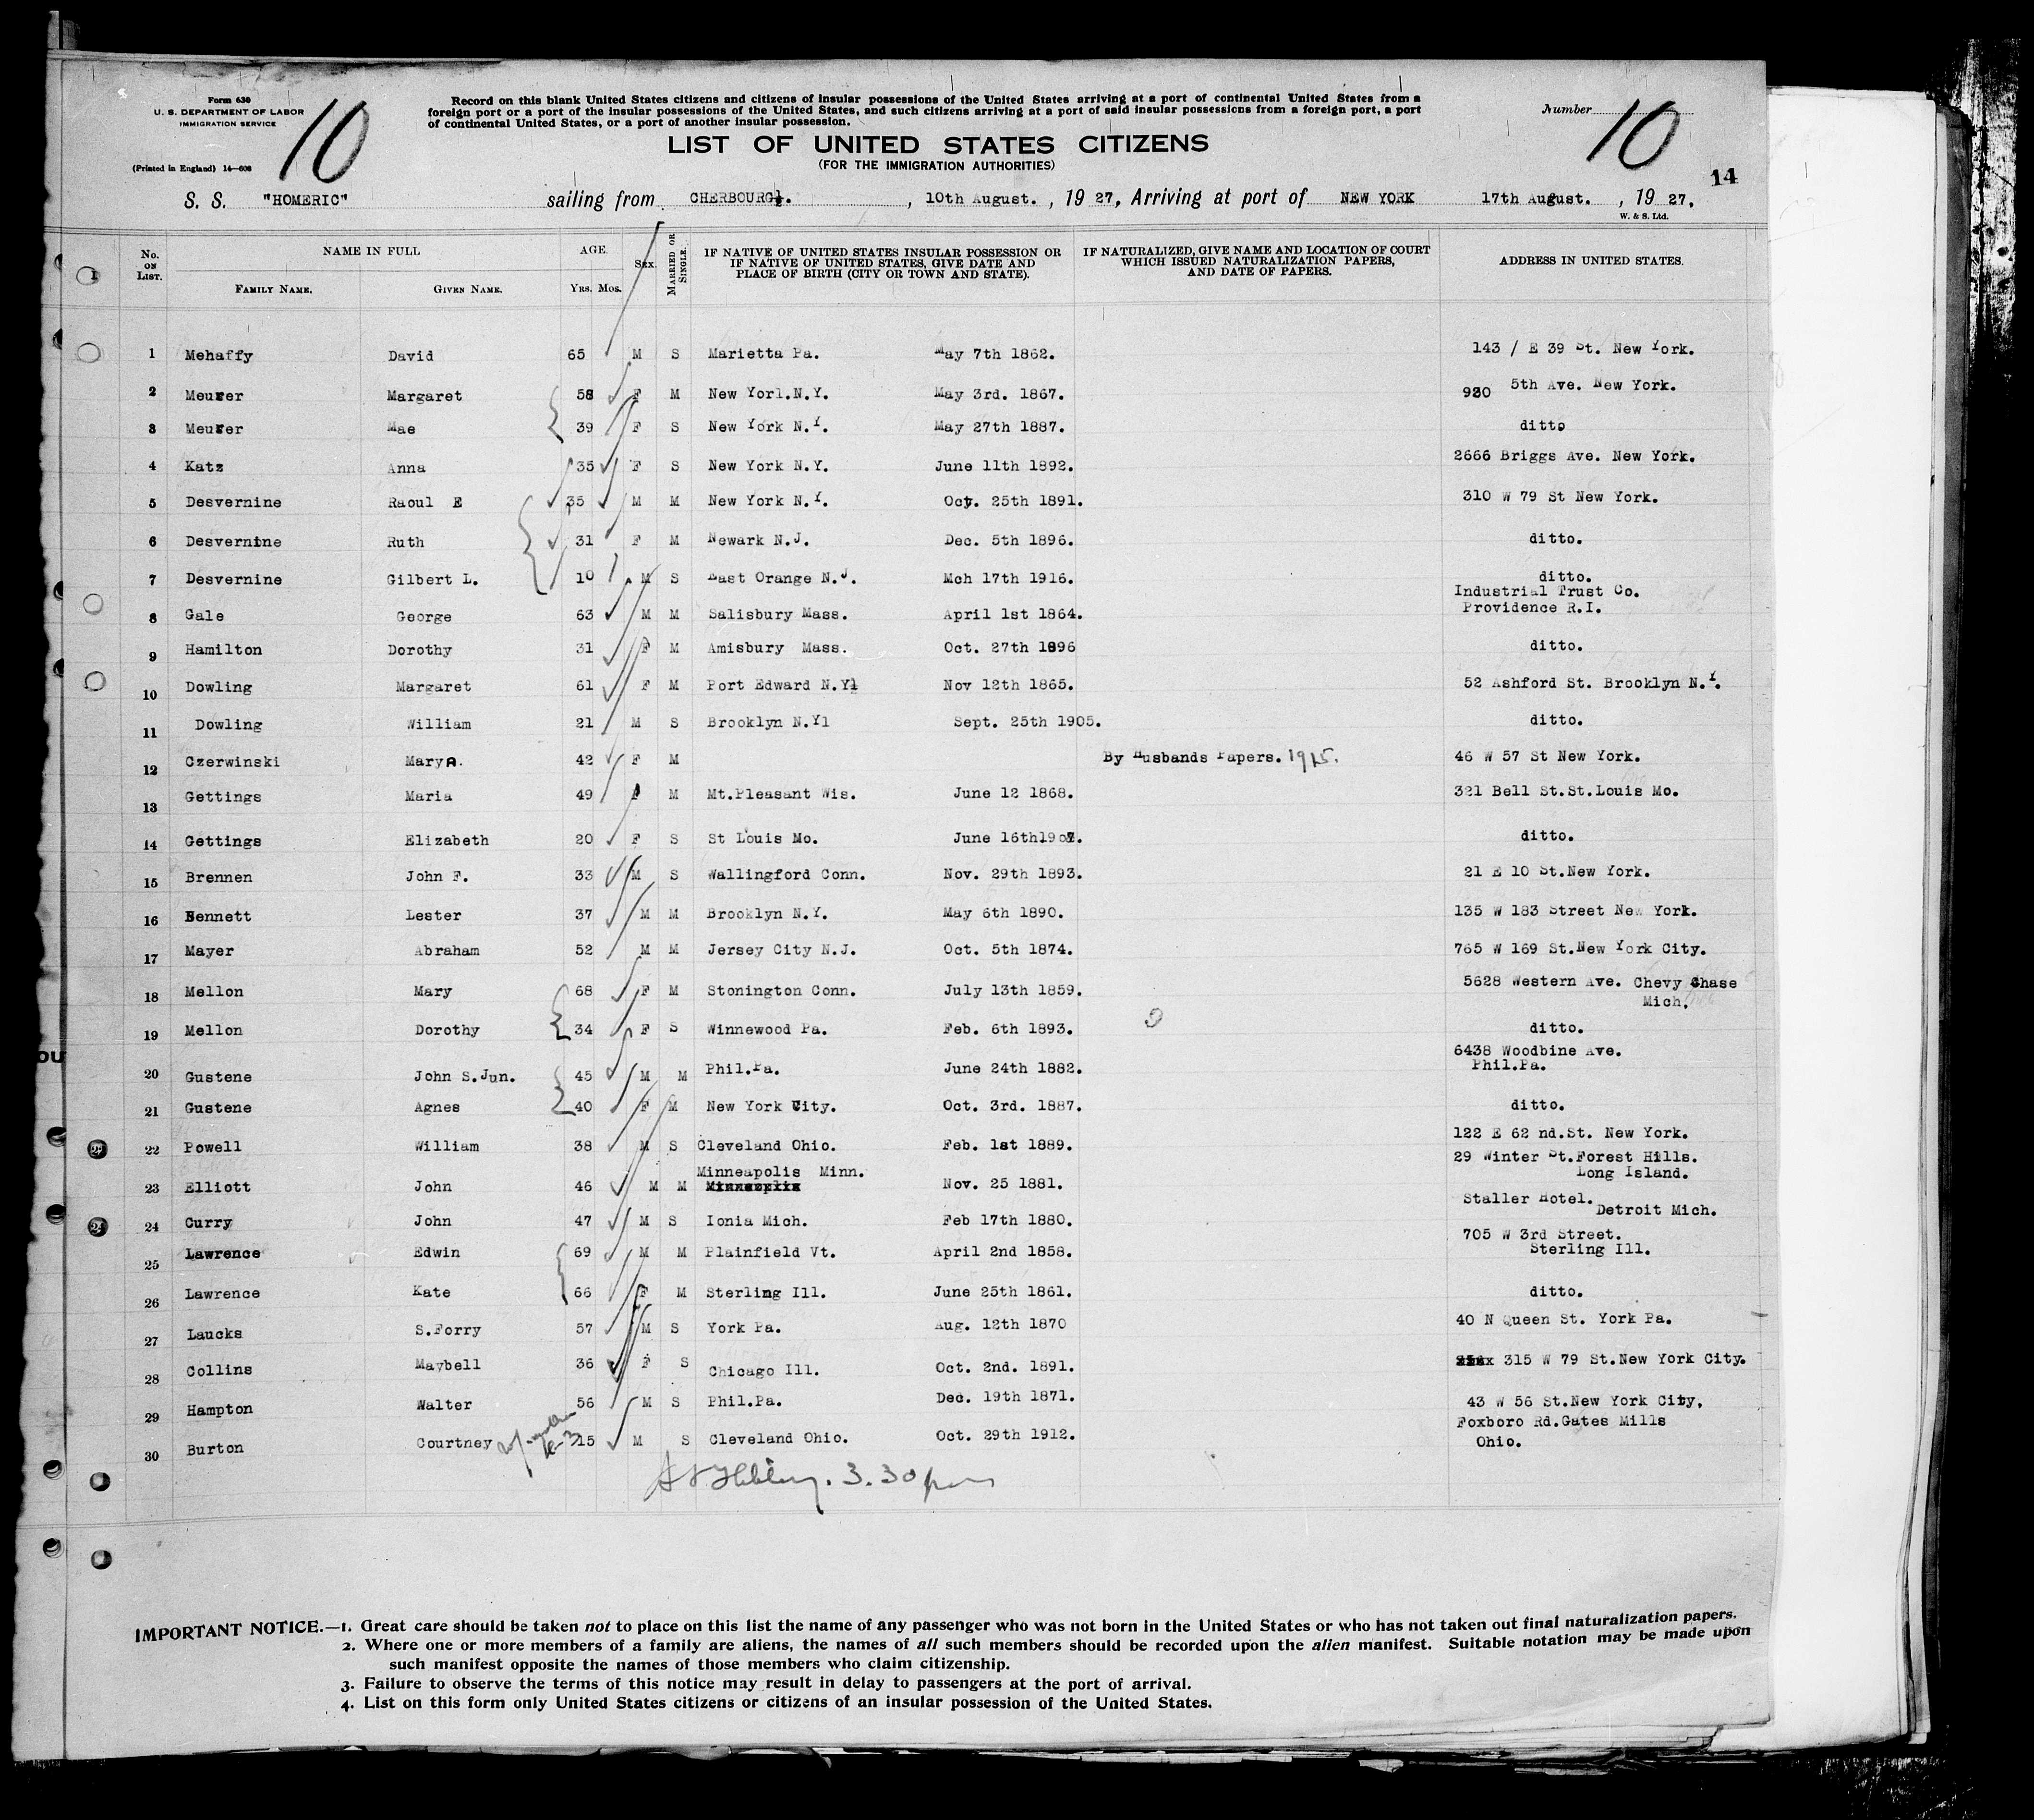 Form 630
U. S. DEPARTMENT OF LABOR
IMMIGRATION SERVICE
(Printed in England) 14—608
10
Record on this blank United States citizens and citizens of insular possessions of the United States arriving at a port of continental United States from a
foreign port or a port of the insular possessions of the United States, and such citizens arriving at a port of said insular possessions from a foreign port, a port
of continental United States, or a port of another insular possession.
LIST OF UNITED STATES CITIZENS
(FOR THE IMMIGRATION AUTHORITIES)
Number
10
14
S. S. "HOMERIC" sailing from CHERBOURG. , 10th August. , 19 27, Arriving at port of NEW YORK 17th August. , 19 27.
W. & S. Ltd.
No. on List. NAME IN FULL AGE. Sex. Married or Single. IF NATIVE OF UNITED STATES INSULAR POSSESSION OR IF NATIVE OF UNITED STATES, GIVE DATE AND PLACE OF BIRTH (CITY OR TOWN AND STATE). IF NATURALIZED, GIVE NAME AND LOCATION OF COURT WHICH ISSUED NATURALIZATION PAPERS, AND DATE OF PAPERS. ADDRESS IN UNITED STATES.
Family Name. Given Name. Yrs. Mos.
1 Mehaffy David 65 M S Marietta Pa. May 7th 1862. 143 / E 39 St. New York.
2 Meurer Margaret 58 F M New Yorl.N.Y. May 3rd. 1867. 930 5th Ave. New York.
3 Meurer Mae 39 F S New York N.Y. May 27th 1887. ditto
4 Katz Anna 35 F S New York N.Y. June 11th 1892. 2666 Briggs Ave. New York.
5 Desvernine Raoul E 35 M M New York N.Y. Oct. 25th 1891. 310 W 79 St New York.
6 Desvernine Ruth 31 F M Newark N.J. Dec. 5th 1896. ditto.
7 Desvernine Gilbert L. 10 M S East Orange N.J. Mch 17th 1916. ditto.
8 Gale George 63 M M Salisbury Mass. April 1st 1864. Industrial Trust Co.
Providence R.I.
9 Hamilton Dorothy 31 F M Amisbury Mass. Oct. 27th 1896 ditto.
10 Dowling Margaret 61 F M Port Edward N.Yl Nov 12th 1865. 52 Ashford St. Brooklyn N.Y.
11 Dowling William 21 M S Brooklyn N.Yl Sept. 25th 1905. ditto.
12 Czerwinski Mary A. 42 F M By Husbands Papers. 1915. 46 W 57 St New York.
13 Gettings Maria 49 F M Mt.Pleasant Wis. June 12 1868. 321 Bell St.St.Louis Mo.
14 Gettings Elizabeth 20 F S St Louis Mo. June 16th1907. ditto.
15 Brennen John F. 33 M S Wallingford Conn. Nov. 29th 1893. 21 E 10 St.New York.
16 Bennett Lester 37 M M Brooklyn N.Y. May 6th 1890. 135 W 183 Street New York.
17 Mayer Abraham 52 M M Jersey City N.J. Oct. 5th 1874. 765 W 169 St.New York City.
18 Mellon Mary 68 F M Stonington Conn. July 13th 1859. 5628 Western Ave. Chevy Chase
Mich.
19 Mellon Dorothy 34 F S Winnewood Pa. Feb. 6th 1893. ditto.
20 Gustene John S.Jun. 45 M M Phil.Pa. June 24th 1882. 6438 Woodbine Ave.
Phil.Pa.
21 Gustene Agnes 40 F M New York City. Oct. 3rd. 1887. ditto.
22 Powell William 38 M S Cleveland Ohio. Feb. 1st 1889. 122 E 62 nd.St. New York.
23 Elliott John 46 M M Minneapolis Minn. Nov. 25 1881. 29 Winter St.Forest Hills.
Long Island.
24 Curry John 47 M S Ionia Mich. Feb 17th 1880. Staller Hotel.
Detroit Mich.
25 Lawrence Edwin 69 M M Plainfield Vt. April 2nd 1858. 705 W 3rd Street.
Sterling Ill.
26 Lawrence Kate 66 F M Sterling Ill. June 25th 1861. ditto.
27 Laucks S.Forry 57 M S York Pa. Aug. 12th 1870 40 N Queen St. York Pa.
28 Collins Maybell 36 F S Chicago Ill. Oct. 2nd. 1891. 315 W 79 St.New York City.
29 Hampton Walter 56 M S Phil.Pa. Dec. 19th 1871. 43 W 56 St.New York City,
30 Burton Courtney 15 M S Cleveland Ohio. Oct. 29th 1912. Foxboro Rd.Gates Mills
Ohio.
3.30 pm
IMPORTANT NOTICE.—1. Great care should be taken not to place on this list the name of any passenger who was not born in the United States or who has not taken out final naturalization papers.
2. Where one or more members of a family are aliens, the names of all such members should be recorded upon the alien manifest. Suitable notation may be made upon
such manifest opposite the names of those members who claim citizenship.
3. Failure to observe the terms of this notice may result in delay to passengers at the port of arrival.
4. List on this form only United States citizens or citizens of an insular possession of the United States.